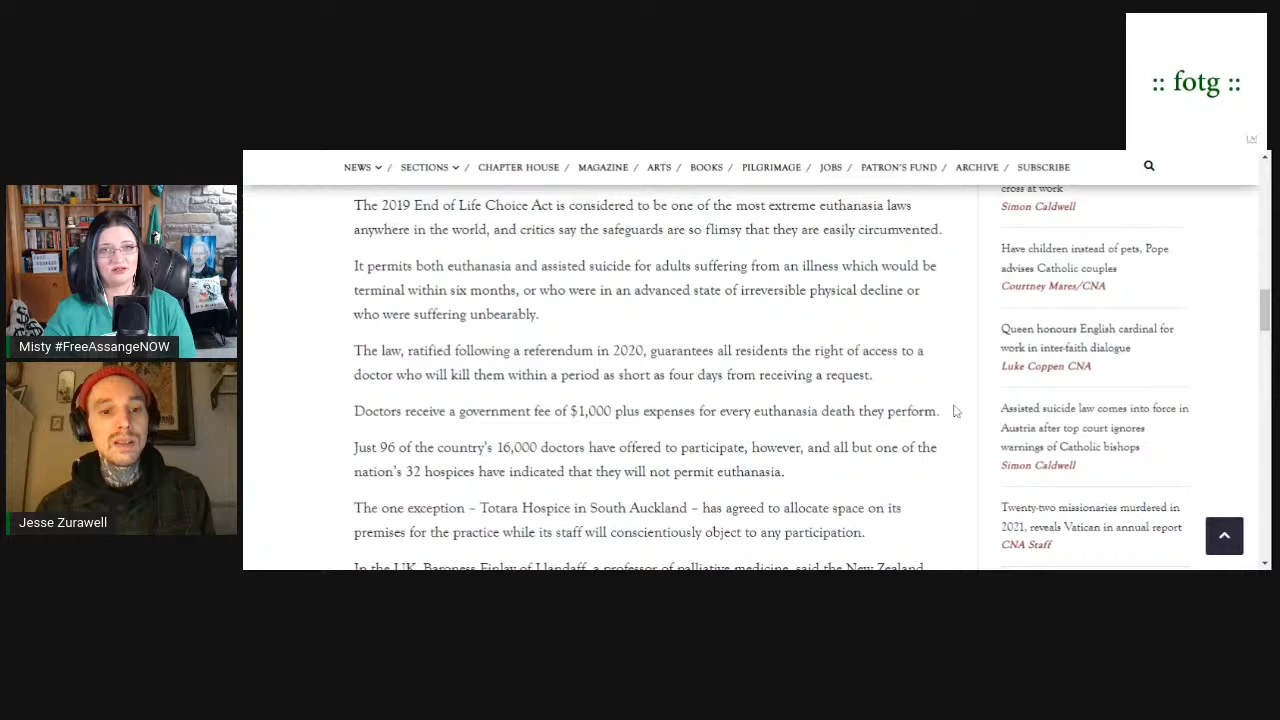 :: fotg ::
NEWS / SECTIONS / CHAPTER HOUSE / MAGAZINE / ARTS / BOOKS / PILGRIMAGE / JOBS / PATRON'S FUND / ARCHIVE / SUBSCRIBE
The 2019 End of Life Choice Act is considered to be one of the most extreme euthanasia laws
anywhere in the world, and critics say the safeguards are so flimsy that they are easily circumvented.
It permits both euthanasia and assisted suicide for adults suffering from an illness which would be
terminal within six months, or who were in an advanced state of irreversible physical decline or
who were suffering unbearably.
The law, ratified following a referendum in 2020, guarantees all residents the right of access to a
doctor who will kill them within a period as short as four days from receiving a request.
Doctors receive a government fee of $1,000 plus expenses for every euthanasia death they perform.
Just 96 of the country's 16,000 doctors have offered to participate, however, and all but one of the
nation's 32 hospices have indicated that they will not permit euthanasia.
The one exception – Totara Hospice in South Auckland – has agreed to allocate space on its
premises for the practice while its staff will conscientiously object to any participation.
In the UK, Baroness Finlay of Llandaff, a professor of palliative medicine, said the New Zealand
cross at work
Simon Caldwell
Have children instead of pets, Pope
advises Catholic couples
Courtney Mares/CNA
Queen honours English cardinal for
work in inter-faith dialogue
Luke Coppen CNA
Assisted suicide law comes into force in
Austria after top court ignores
warnings of Catholic bishops
Simon Caldwell
Twenty-two missionaries murdered in
2021, reveals Vatican in annual report
CNA Staff
Misty #FreeAssangeNOW
Jesse Zurawell